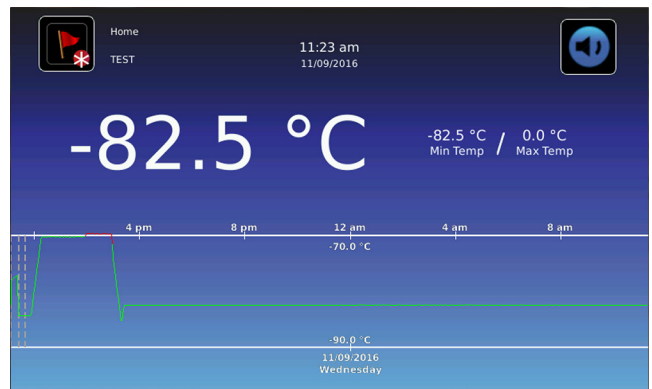 Home
TEST
11:23 am
11/09/2016
-82.5 °C
-82.5 °C / 0.0 °C
Min Temp Max Temp
4 pm 8 pm 12 am 4 am 8 am
-70.0 °C
-90.0 °C
11/09/2016
Wednesday